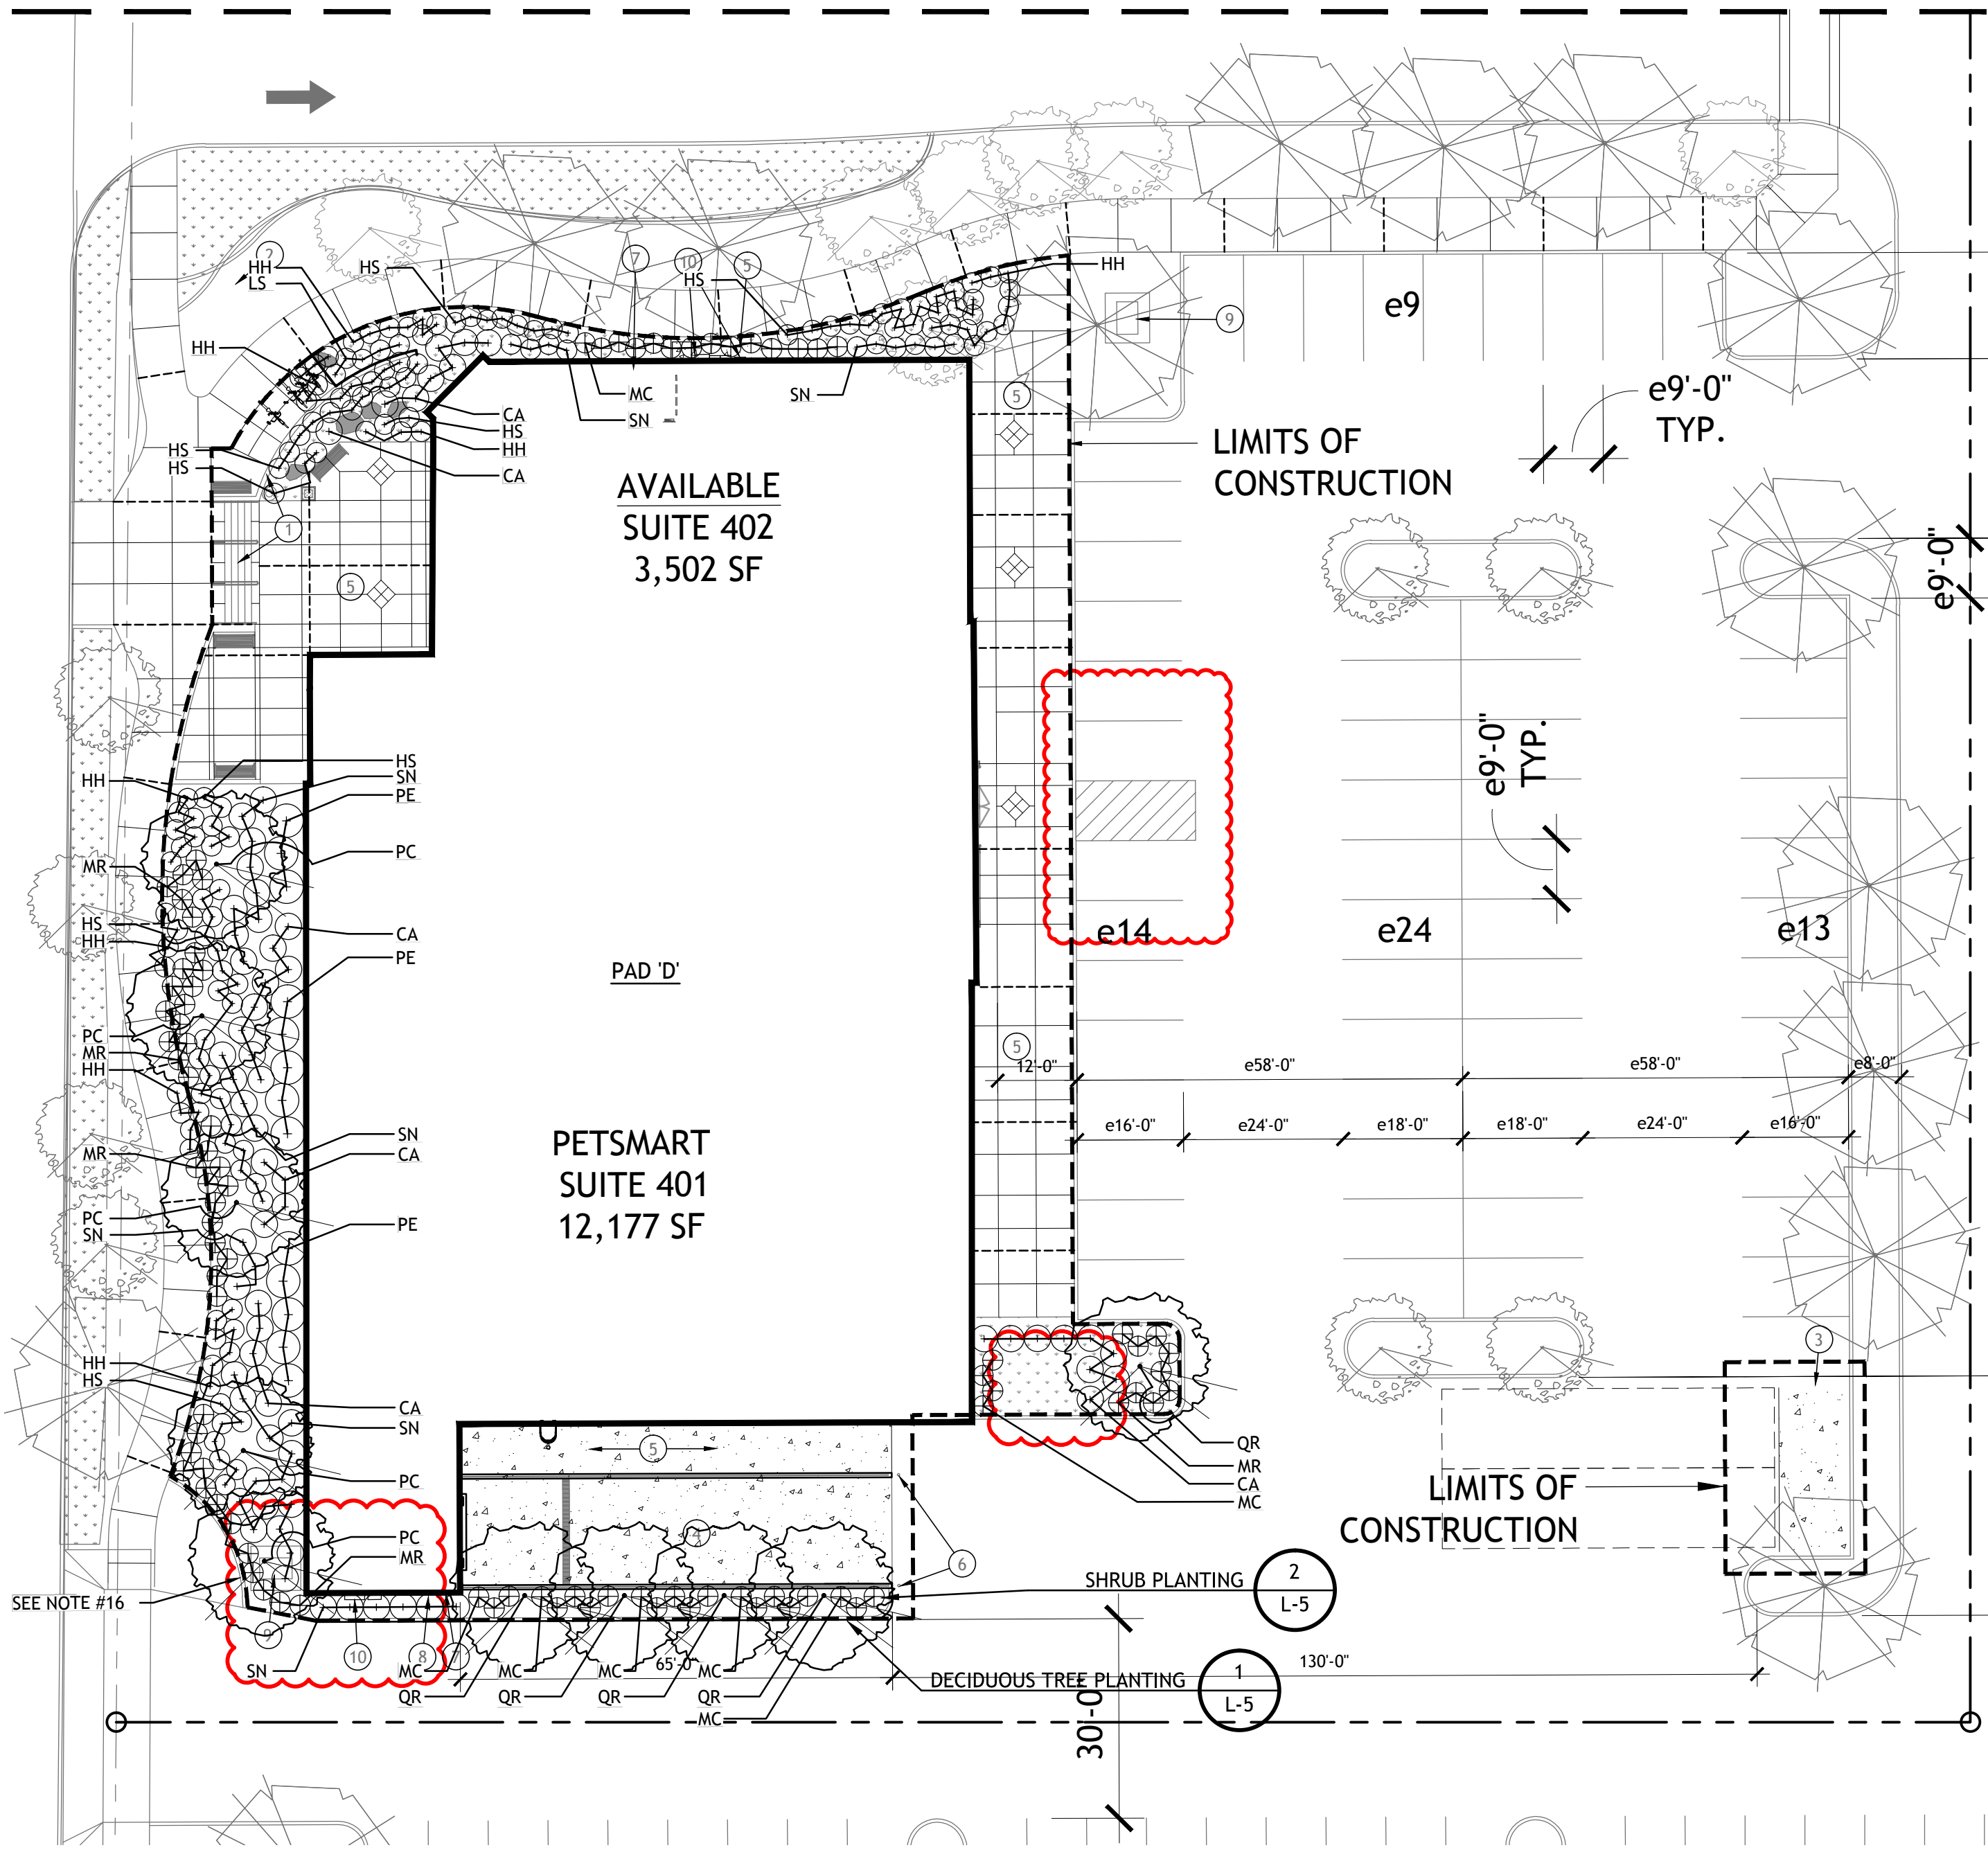 2
HH
LS
HS
7
10
5
HS
HH
9
e9
HH
MC
SN
SN
5
e9'-0"
TYP.
CA
HS
HH
CA
HS
HS
LIMITS OF
CONSTRUCTION
AVAILABLE
SUITE 402
3,502 SF
1
5
e9'-0"
e9'-0"
TYP.
HS
SN
PE
HH
PC
MR
HS
HH
CA
PE
e14
e24
e13
PAD 'D'
PC
MR
HH
5
12'-0"
e58'-0"
e58'-0"
e8'-0"
e16'-0"
e24'-0"
e18'-0"
e18'-0"
e24'-0"
e16'-0"
SN
CA
MR
PETSMART
SUITE 401
12,177 SF
PC
SN
PE
3
HH
HS
CA
SN
QR
MR
CA
MC
5
PC
LIMITS OF
CONSTRUCTION
PC
MR
4
6
SHRUB PLANTING
2
L-5
SEE NOTE #16
9
10
8
7
SN
MC
MC
MC
65'-0"
MC
DECIDUOUS TREE PLANTING
1
L-5
130'-0"
QR
QR
QR
QR
MC
30'-0"